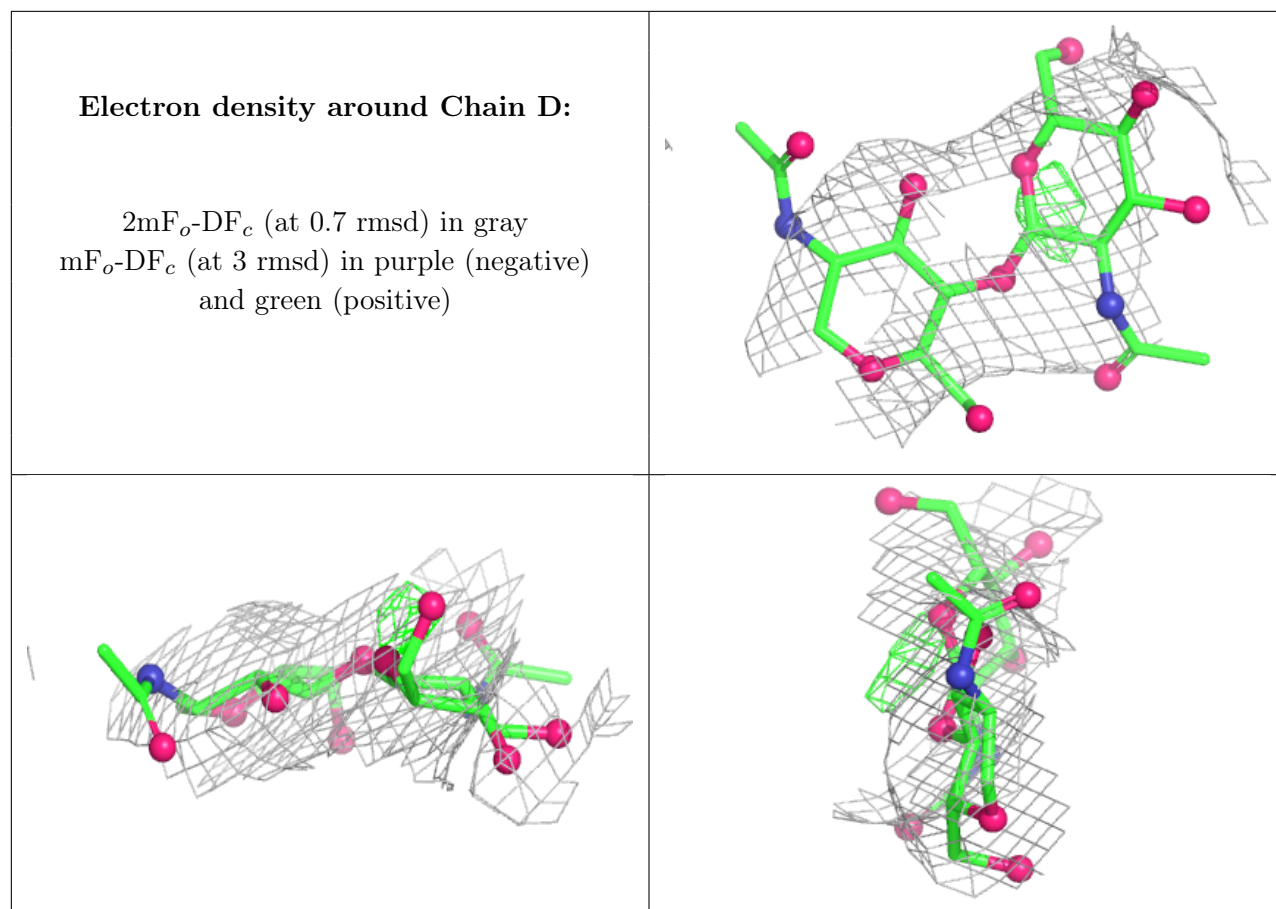 Electron density around Chain D:
2mFₒ-DF𝑐 (at 0.7 rmsd) in gray
mFₒ-DF𝑐 (at 3 rmsd) in purple (negative)
and green (positive)